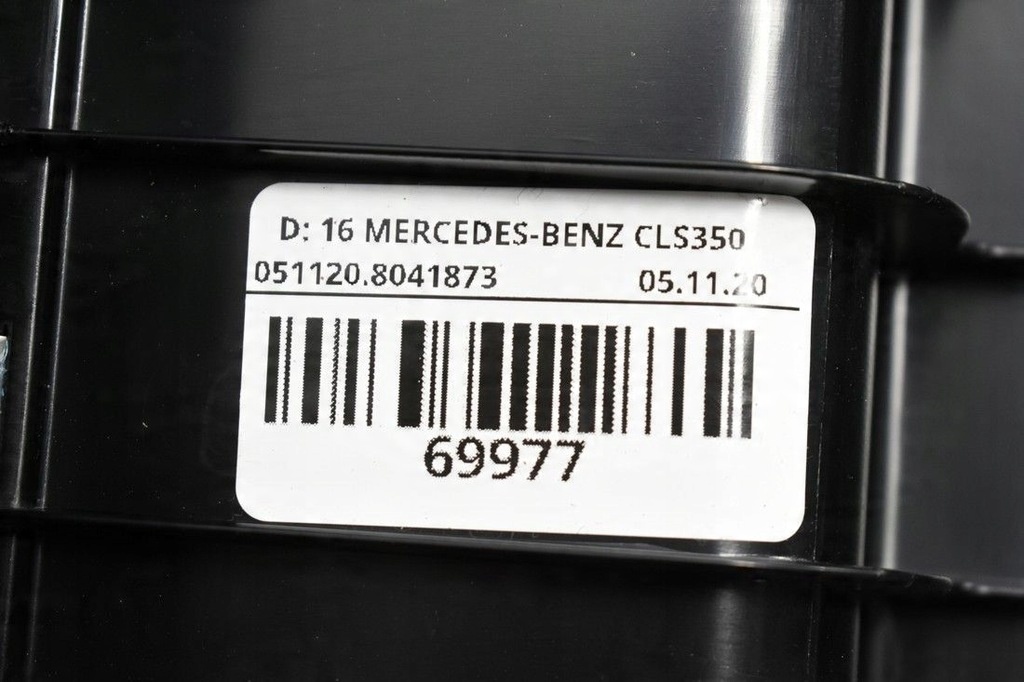 D: 16 MERCEDES-BENZ CLS350
051120.8041873 05.11.20
69977